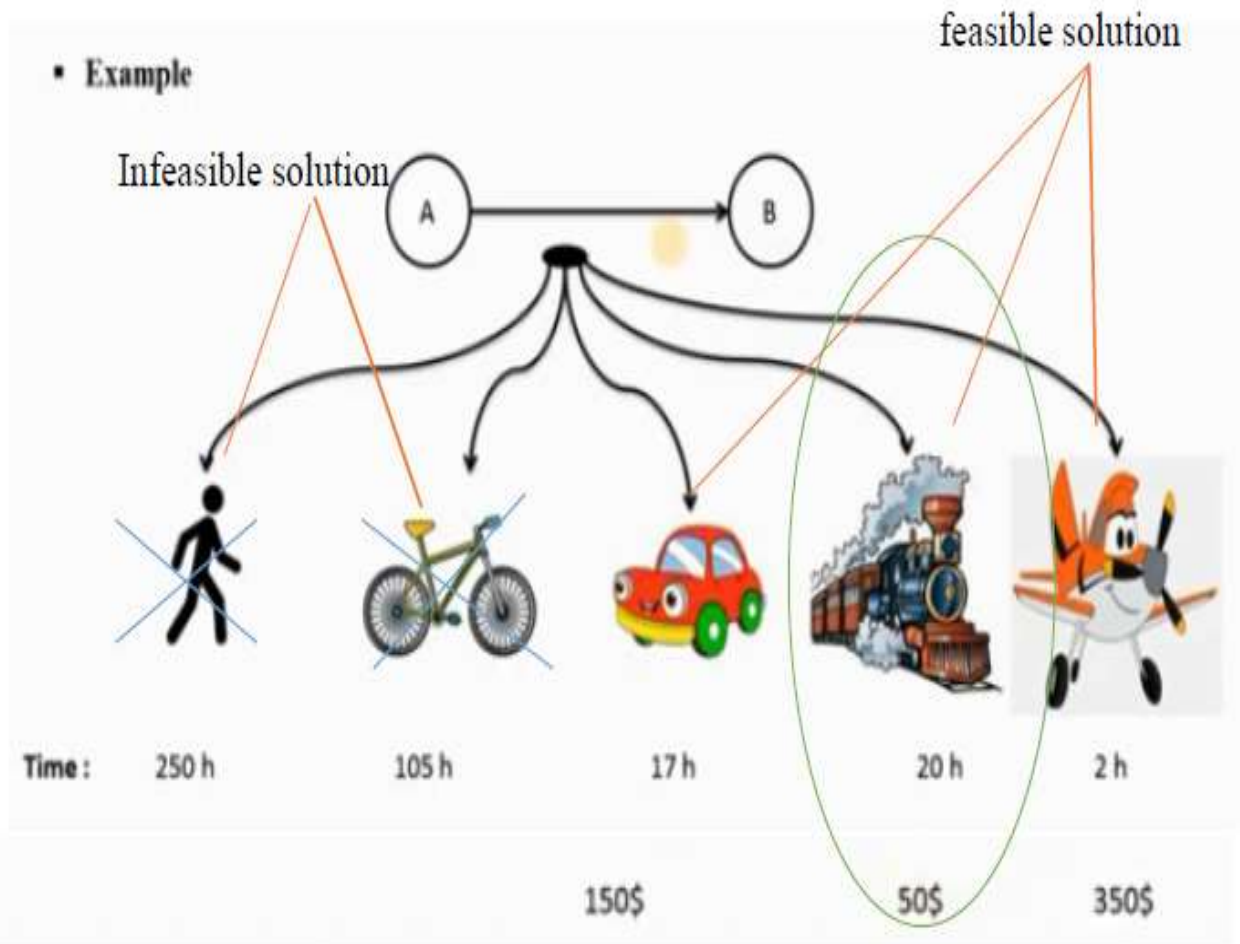 feasible solution
▪ Example
Infeasible solution
A
B
Time : 250 h 105 h 17 h 20 h 2 h
150$ 50$ 350$